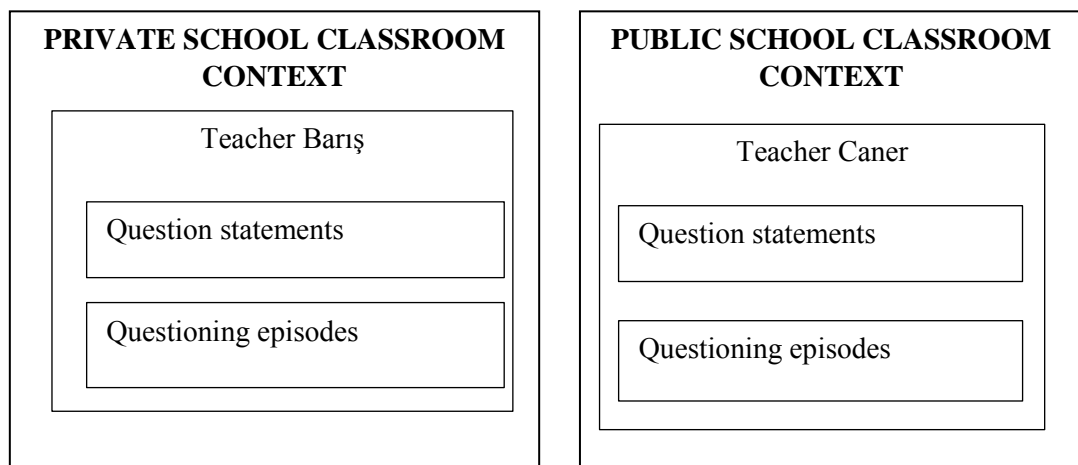 PRIVATE SCHOOL CLASSROOM
CONTEXT
Teacher Barış
Question statements
Questioning episodes
PUBLIC SCHOOL CLASSROOM
CONTEXT
Teacher Caner
Question statements
Questioning episodes